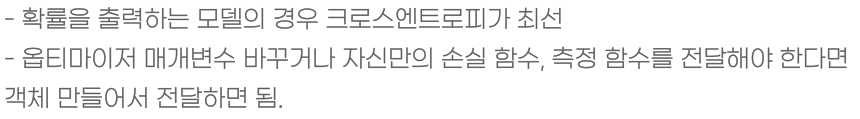 - 확률을 출력하는 모델의 경우 크로스엔트로피가 최선
- 옵티마이저 매개변수 바꾸거나 자신만의 손실 함수, 측정 함수를 전달해야 한다면
객체 만들어서 전달하면 됨.